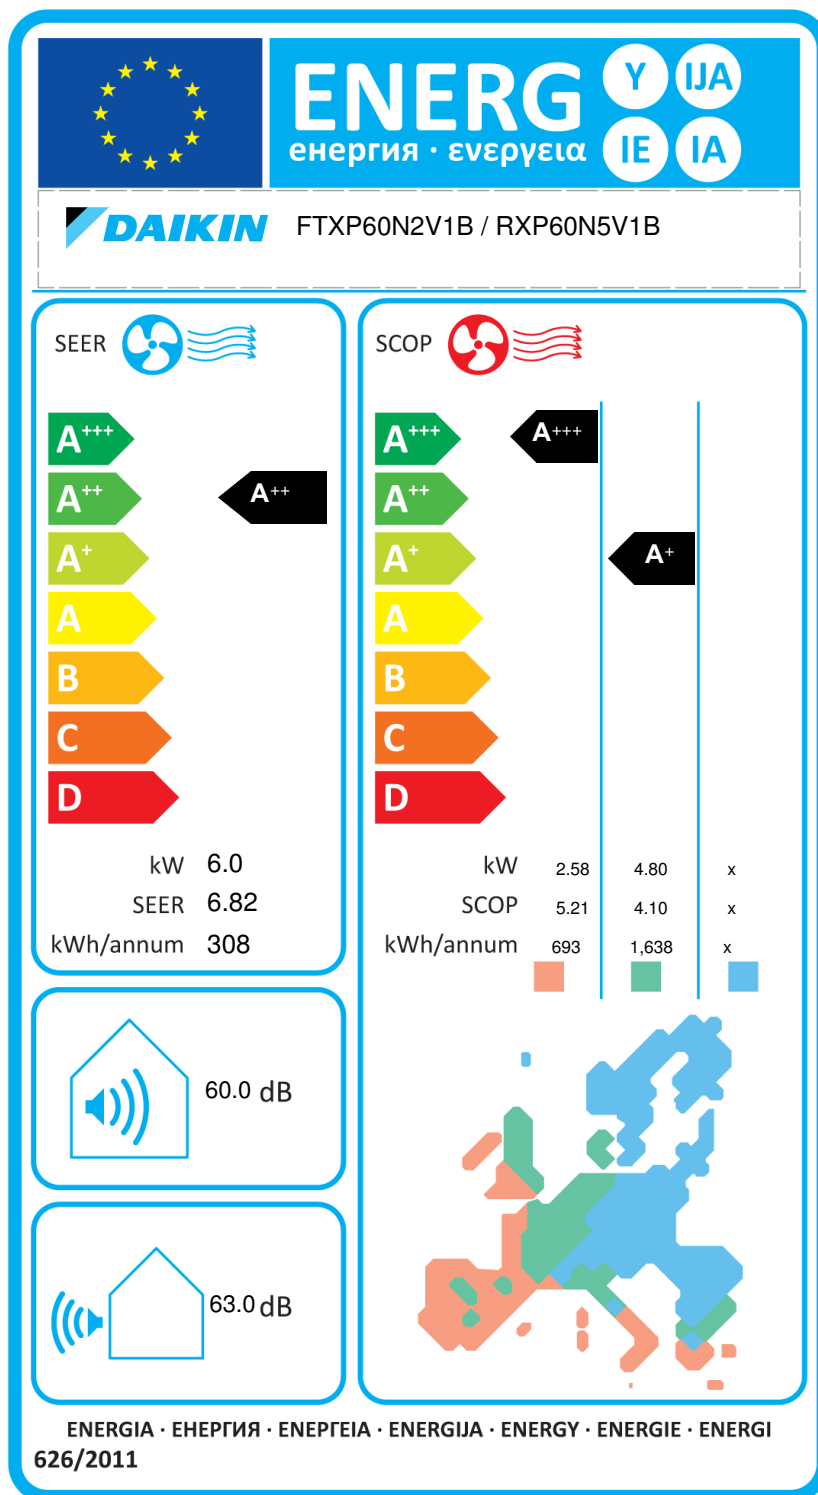 ENERG
енергия · ενεργεια
Y IJA
IE IA
DAIKIN FTXP60N2V1B / RXP60N5V1B
SEER
A+++
A++ A++
A+
A
B
C
D
kW 6.0
SEER 6.82
kWh/annum 308
SCOP
A+++ A+++
A++
A+ A+
A
B
C
D
kW 2.58 4.80 x
SCOP 5.21 4.10 x
kWh/annum 693 1,638 x
60.0 dB
63.0 dB
ENERGIA · ЕНЕРГИЯ · ΕΝΕΡΓΕΙΑ · ENERGIJA · ENERGY · ENERGIE · ENERGI
626/2011